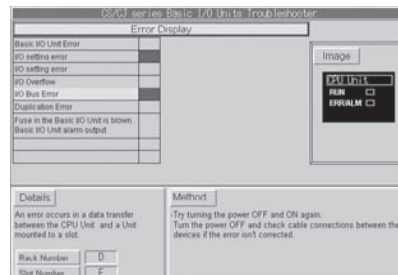 CS/CJ series Basic I/O Units Troubleshooter
Error Display
Basic I/O Unit Error
I/O setting error
I/O setting error
I/O Overflow
I/O Bus Error
Duplication Error
Fuse in the Basic I/O Unit is blown.
Basic I/O Unit alarm output
Image
CPU Unit
RUN
ERR/ALM
Details
An error occurs in a data transfer
between the CPU Unit and a Unit
mounted to a slot.
Rack Number 0
Slot Number F
Method
-Try turning the power OFF and ON again.
Turn the power OFF and check cable connections between the
devices if the error isn't corrected.